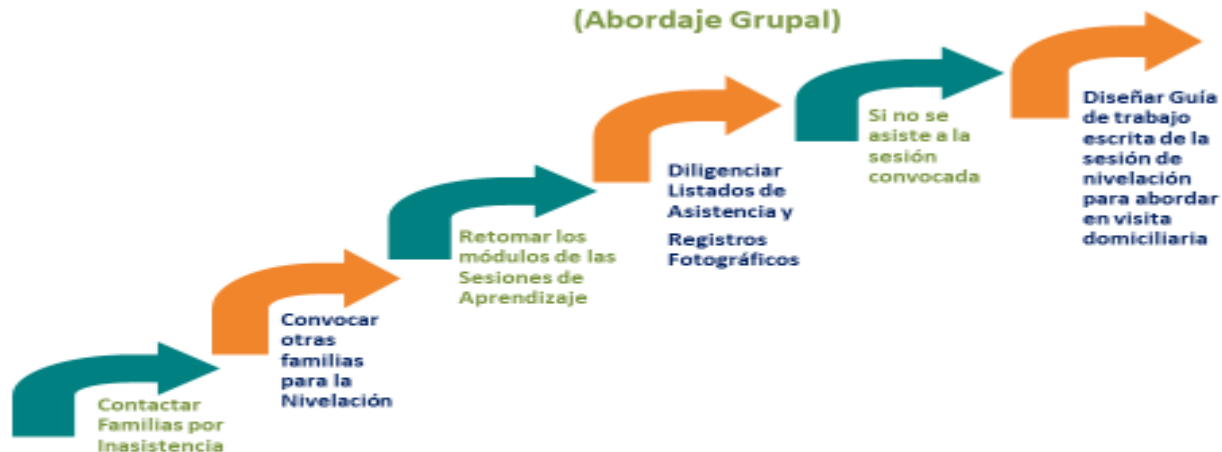 (Abordaje Grupal)
Contactar
Familias por
Inasistencia
Convocar
otras
familias
para la
Nivelación
Retomar los
módulos de las
Sesiones de
Aprendizaje
Diligenciar
Listados de
Asistencia y
Registros
Fotográficos
Si no se
asiste a la
sesión
convocada
Diseñar Guía
de trabajo
escrita de la
sesión de
nivelación
para abordar
en visita
domiciliaria